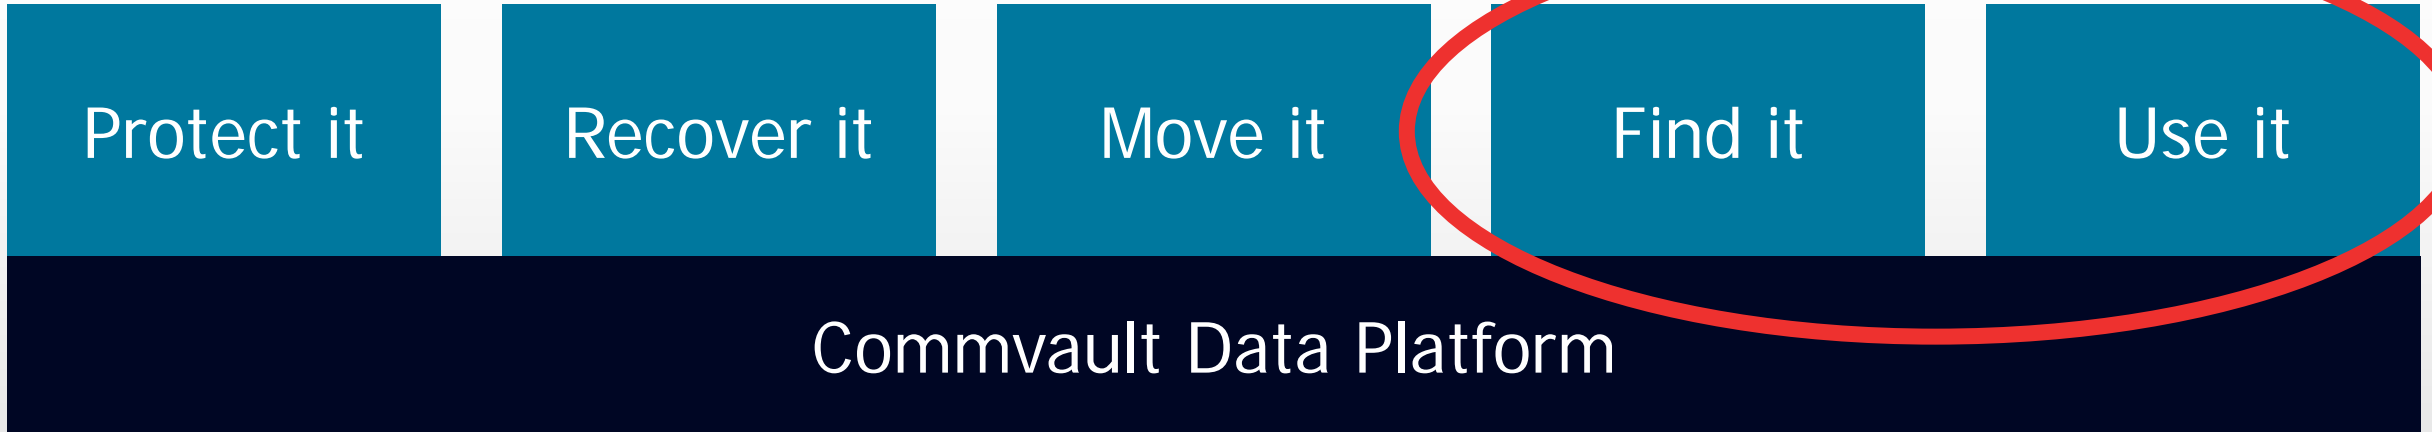 Protect it
Recover it
Move it
Find it
Use it
Commvault Data Platform